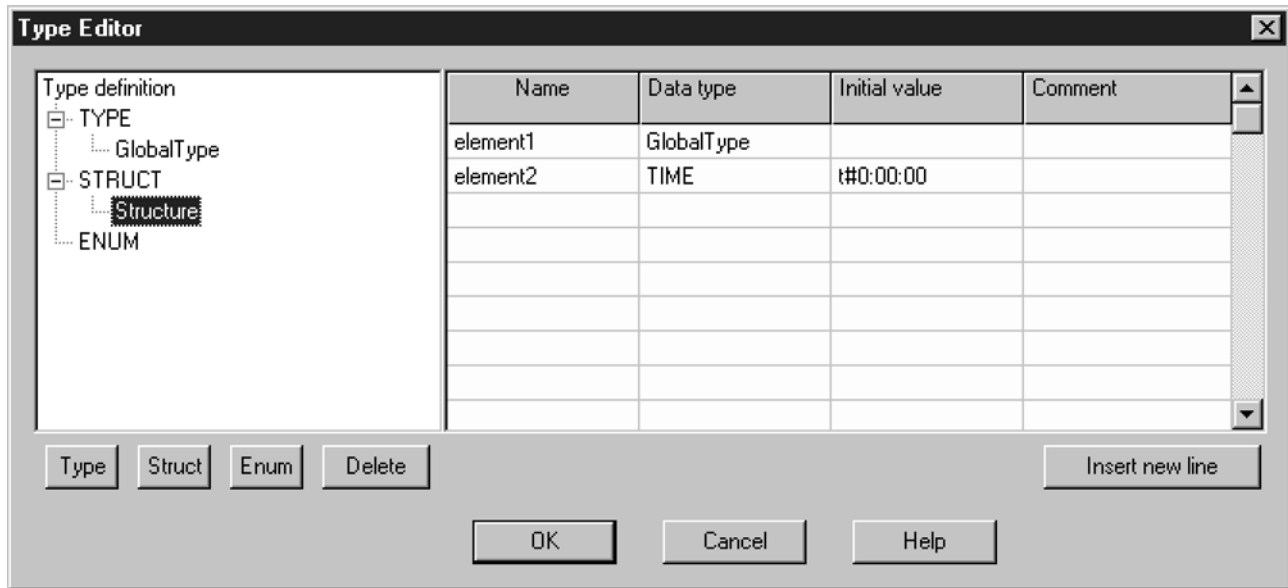 Type Editor
Type definition
TYPE
GlobalType
STRUCT
Structure
ENUM
Name Data type Initial value Comment
element1 GlobalType
element2 TIME t#0:00:00
Type Struct Enum Delete Insert new line
OK Cancel Help